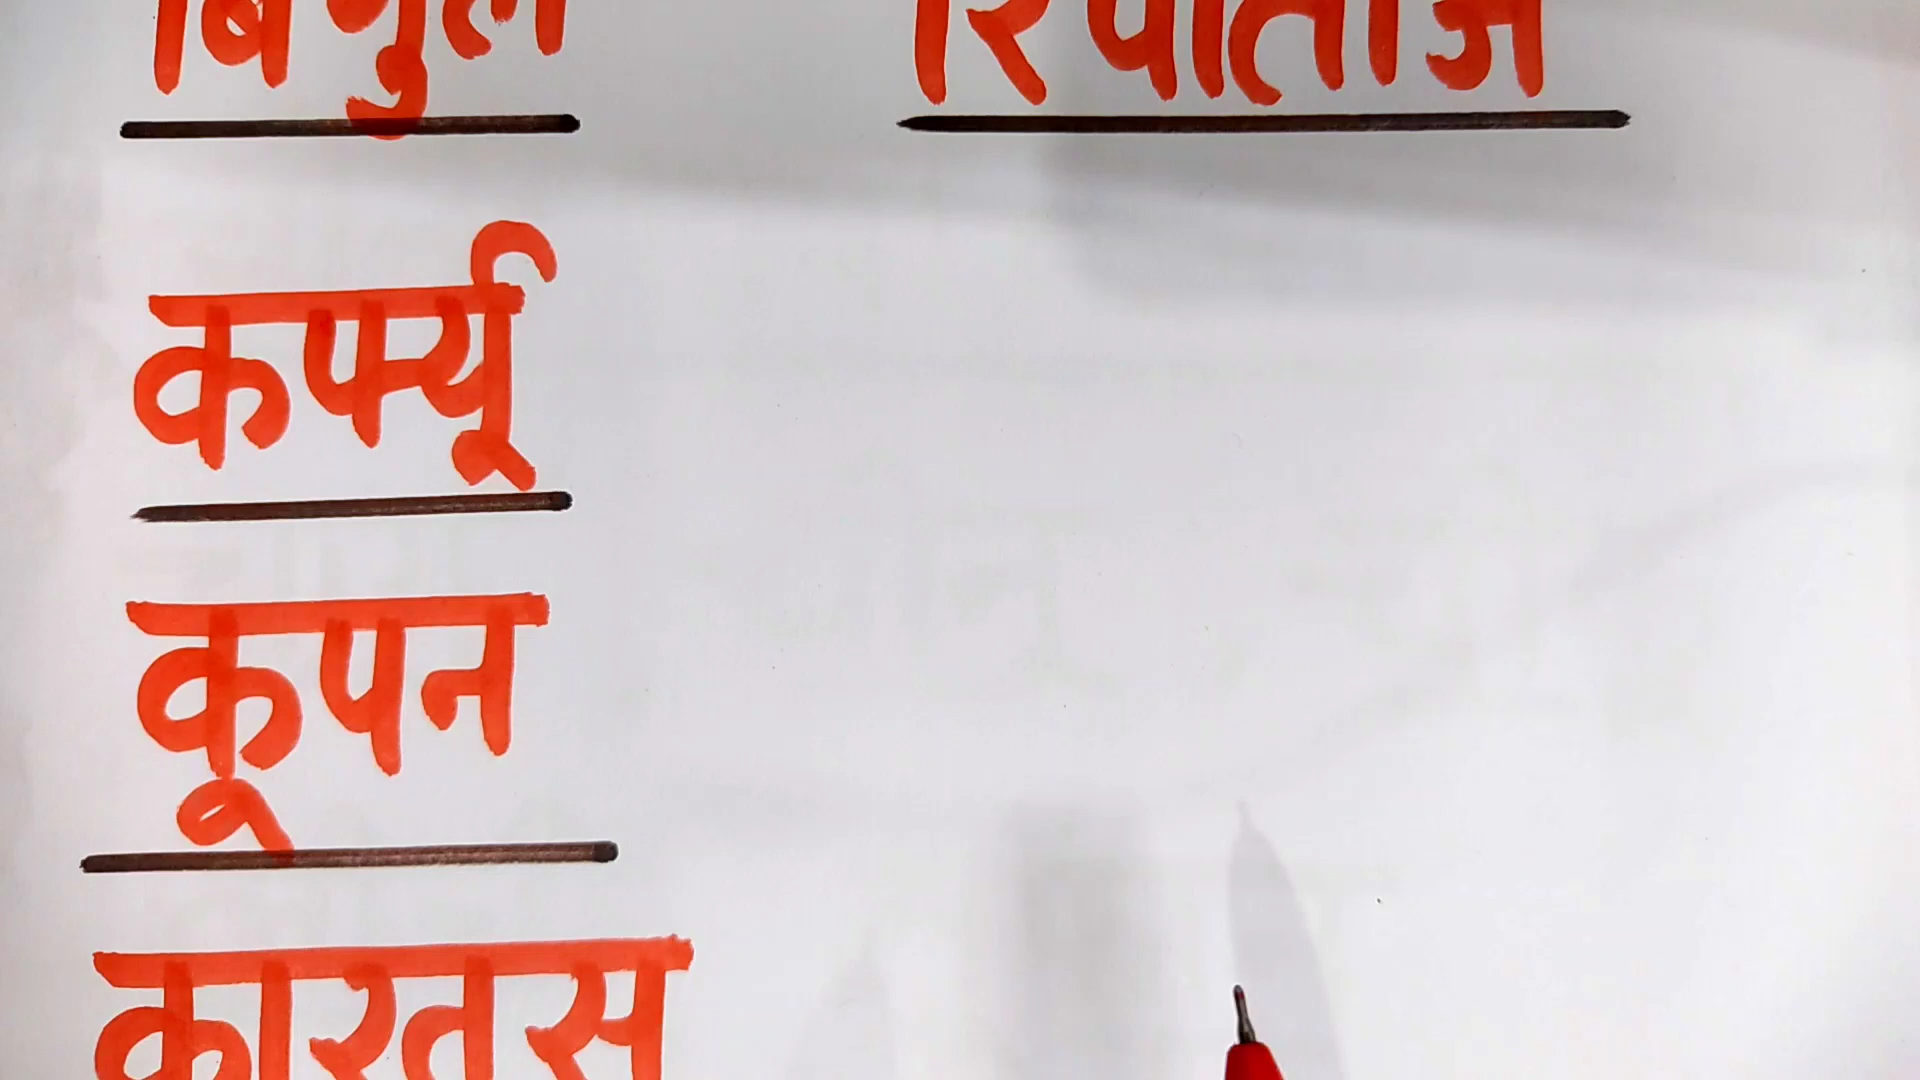 बिगुल रिपोर्ताज
कर्फ्यू
कूपन
कारतूस